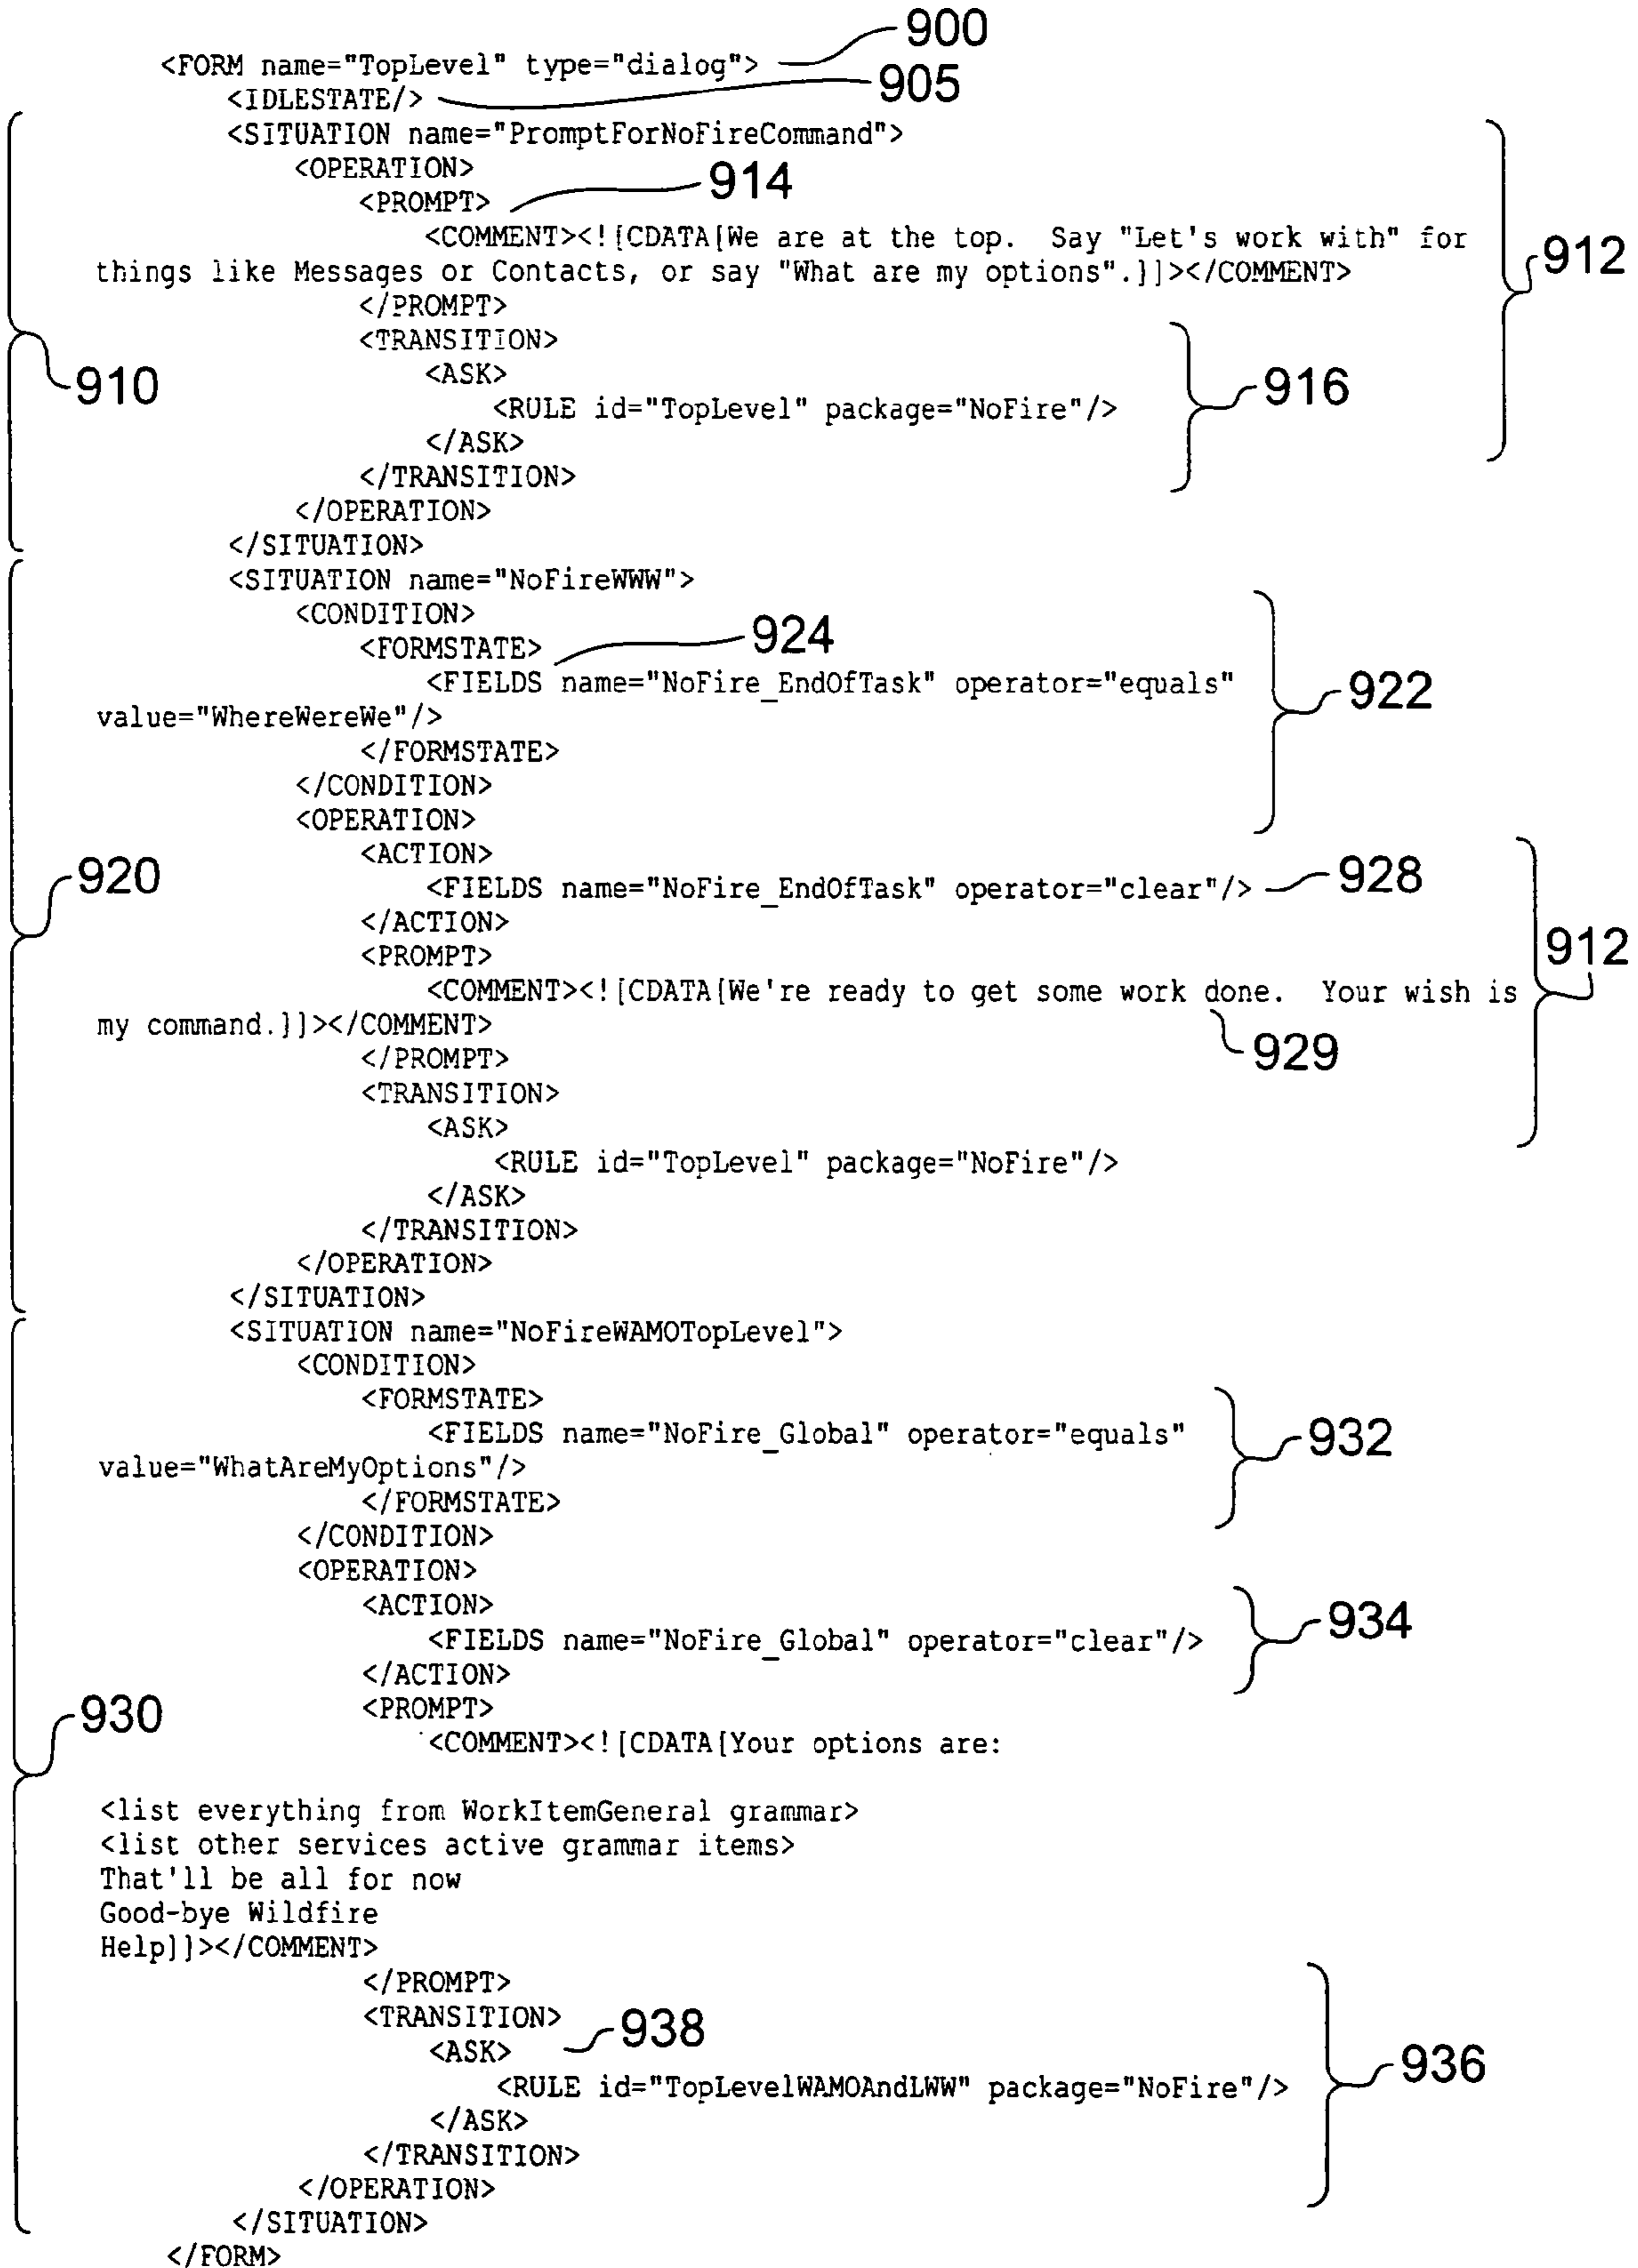 900
<FORM name="TopLevel" type="dialog">
905
<IDLESTATE/>
<SITUATION name="PromptForNoFireCommand">
<OPERATION>
914
<PROMPT>
<COMMENT><![CDATA[We are at the top.  Say "Let's work with" for
things like Messages or Contacts, or say "What are my options".]]></COMMENT>
912
</PROMPT>
<TRANSITION>
910
<ASK>
916
<RULE id="TopLevel" package="NoFire"/>
</ASK>
</TRANSITION>
</OPERATION>
</SITUATION>
<SITUATION name="NoFireWWW">
<CONDITION>
924
<FORMSTATE>
<FIELDS name="NoFire_EndOfTask" operator="equals"
922
value="WhereWereWe"/>
</FORMSTATE>
</CONDITION>
<OPERATION>
<ACTION>
920
<FIELDS name="NoFire_EndOfTask" operator="clear"/>
928
</ACTION>
<PROMPT>
912
<COMMENT><![CDATA[We're ready to get some work done.  Your wish is
my command.]]></COMMENT>
929
</PROMPT>
<TRANSITION>
<ASK>
<RULE id="TopLevel" package="NoFire"/>
</ASK>
</TRANSITION>
</OPERATION>
</SITUATION>
<SITUATION name="NoFireWAMOTopLevel">
<CONDITION>
<FORMSTATE>
<FIELDS name="NoFire_Global" operator="equals"
932
value="WhatAreMyOptions"/>
</FORMSTATE>
</CONDITION>
<OPERATION>
<ACTION>
934
<FIELDS name="NoFire_Global" operator="clear"/>
</ACTION>
<PROMPT>
930
<COMMENT><![CDATA[Your options are:
<list everything from WorkItemGeneral grammar>
<list other services active grammar items>
That'll be all for now
Good-bye Wildfire
Help]]></COMMENT>
</PROMPT>
<TRANSITION>
938
<ASK>
936
<RULE id="TopLevelWAMOAndLWW" package="NoFire"/>
</ASK>
</TRANSITION>
</OPERATION>
</SITUATION>
</FORM>